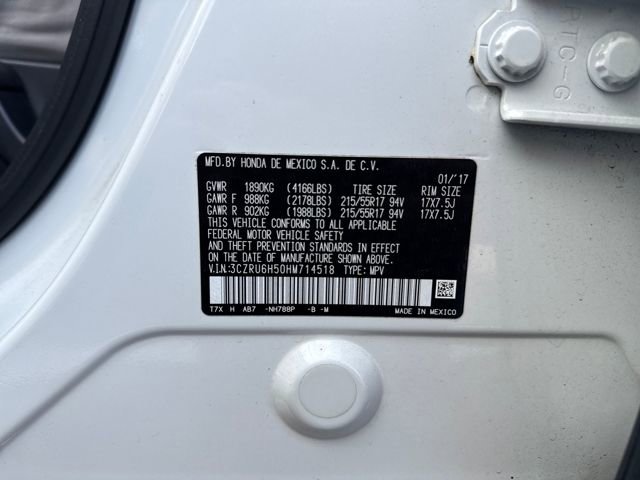 RTC-G
MFD.BY HONDA DE MEXICO S.A. DE C.V.
01/'17
GVWR 1890KG (4166LBS) TIRE SIZE RIM SIZE
GAWR F 988KG (2178LBS) 215/55R17 94V 17X7.5J
GAWR R 902KG (1988LBS) 215/55R17 94V 17X7.5J
THIS VEHICLE CONFORMS TO ALL APPLICABLE
FEDERAL MOTOR VEHICLE SAFETY
AND THEFT PREVENTION STANDARDS IN EFFECT ON
THE DATE OF MANUFACTURE SHOWN ABOVE.
V.I.N:3CZRU6H50HM714518 TYPE: MPV
T7X H AB7 -NH788P -B -M MADE IN MEXICO